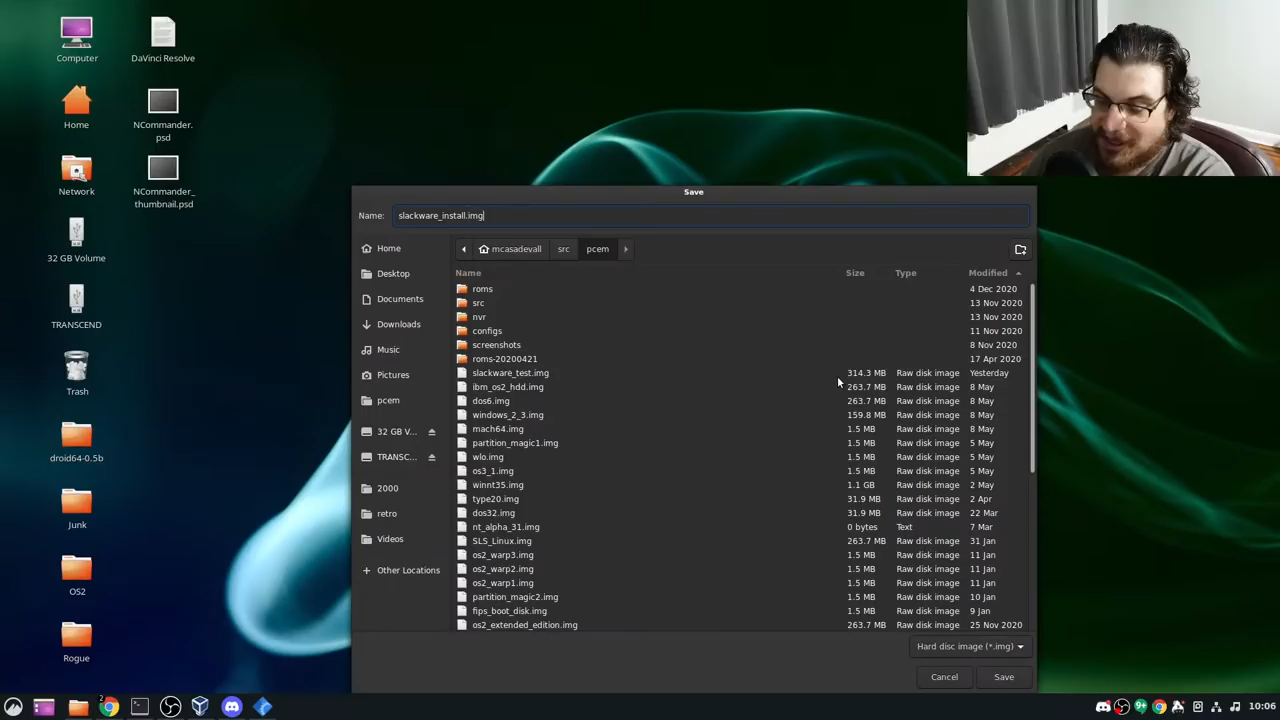 Computer
DaVinci Resolve
Home
NCommander.
psd
Network
NCommander_
thumbnail.psd
32 GB Volume
TRANSCEND
Trash
droid64-0.5b
Junk
OS2
Rogue
Save
Name: slackware_install.img
mcasadevall src pcem
Home
Desktop
Documents
Downloads
Music
Pictures
pcem
32 GB V...
TRANSC...
2000
retro
Videos
Other Locations
Name Size Type Modified
roms 4 Dec 2020
src 13 Nov 2020
nvr 13 Nov 2020
configs 11 Nov 2020
screenshots 8 Nov 2020
roms-20200421 17 Apr 2020
slackware_test.img 314.3 MB Raw disk image Yesterday
ibm_os2_hdd.img 263.7 MB Raw disk image 8 May
dos6.img 263.7 MB Raw disk image 8 May
windows_2_3.img 159.8 MB Raw disk image 8 May
mach64.img 1.5 MB Raw disk image 8 May
partition_magic1.img 1.5 MB Raw disk image 5 May
wlo.img 1.5 MB Raw disk image 5 May
os3_1.img 1.5 MB Raw disk image 5 May
winnt35.img 1.1 GB Raw disk image 2 May
type20.img 31.9 MB Raw disk image 2 Apr
dos32.img 31.9 MB Raw disk image 22 Mar
nt_alpha_31.img 0 bytes Text 7 Mar
SLS_Linux.img 263.7 MB Raw disk image 31 Jan
os2_warp3.img 1.5 MB Raw disk image 11 Jan
os2_warp2.img 1.5 MB Raw disk image 11 Jan
os2_warp1.img 1.5 MB Raw disk image 11 Jan
partition_magic2.img 1.5 MB Raw disk image 10 Jan
fips_boot_disk.img 1.5 MB Raw disk image 9 Jan
os2_extended_edition.img 263.7 MB Raw disk image 25 Nov 2020
Hard disc image (*.img)
Cancel Save
2
9+
10:06